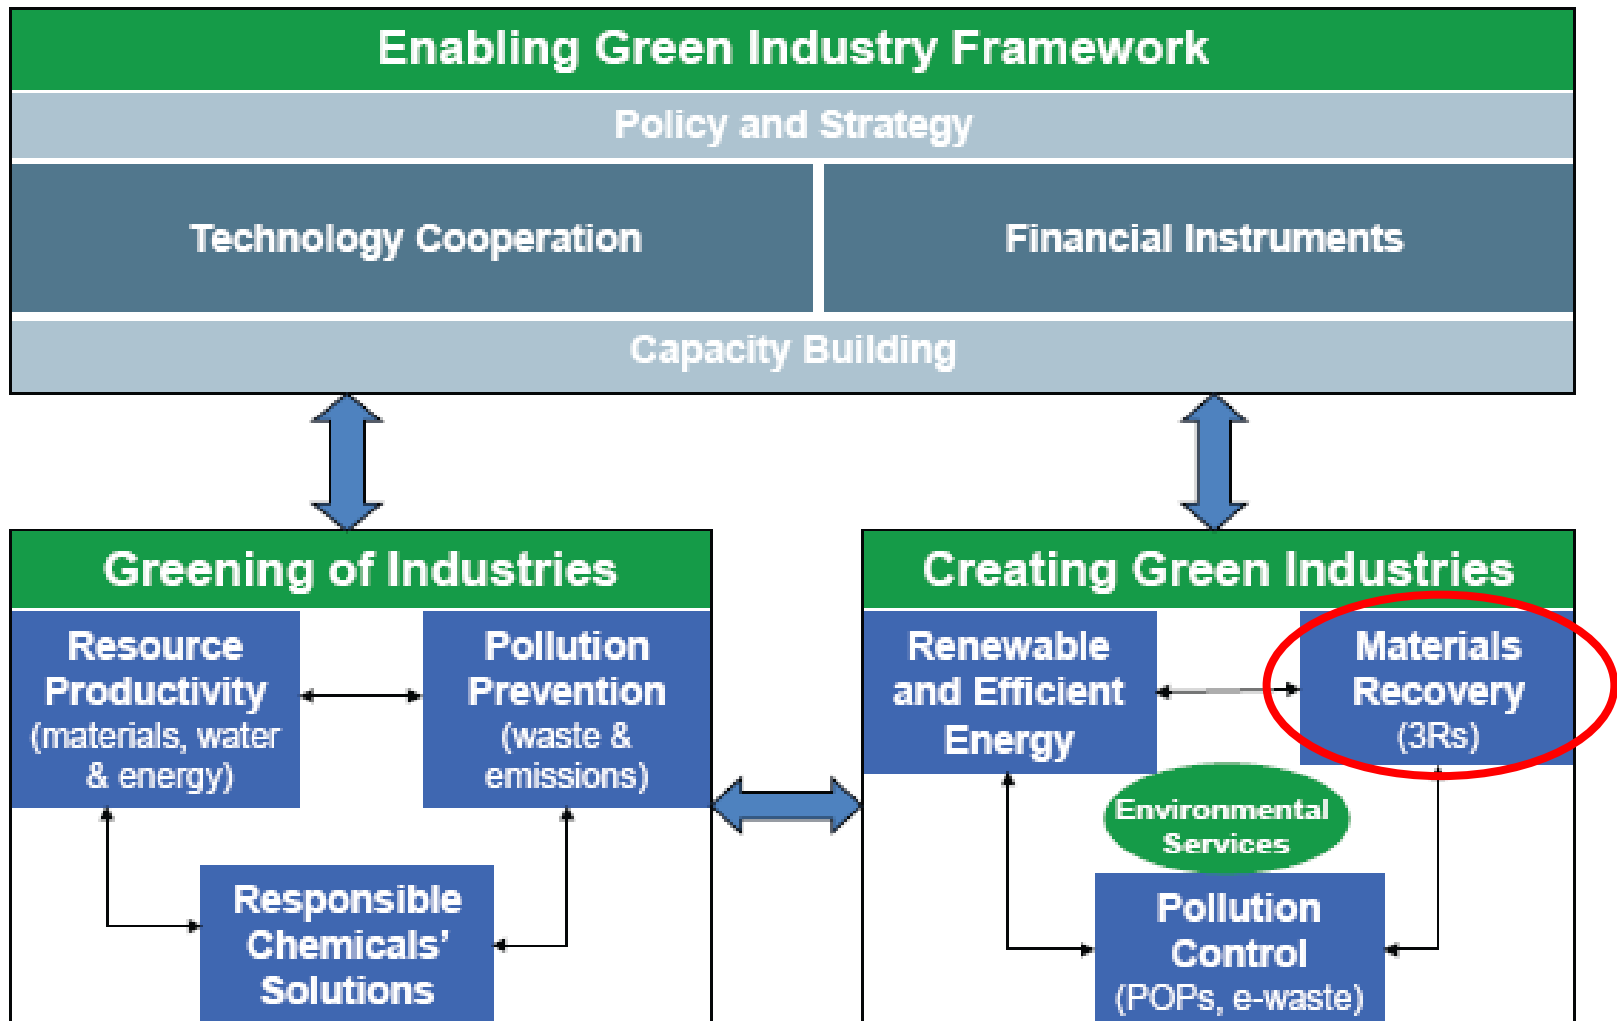 Enabling Green Industry Framework
Policy and Strategy
Technology Cooperation
Financial Instruments
Capacity Building
Greening of Industries
Resource
Productivity
(materials, water
& energy)
Pollution
Prevention
(waste &
emissions)
Responsible
Chemicals’
Solutions
Creating Green Industries
Renewable
and Efficient
Energy
Materials
Recovery
(3Rs)
Environmental
Services
Pollution
Control
(POPs, e-waste)